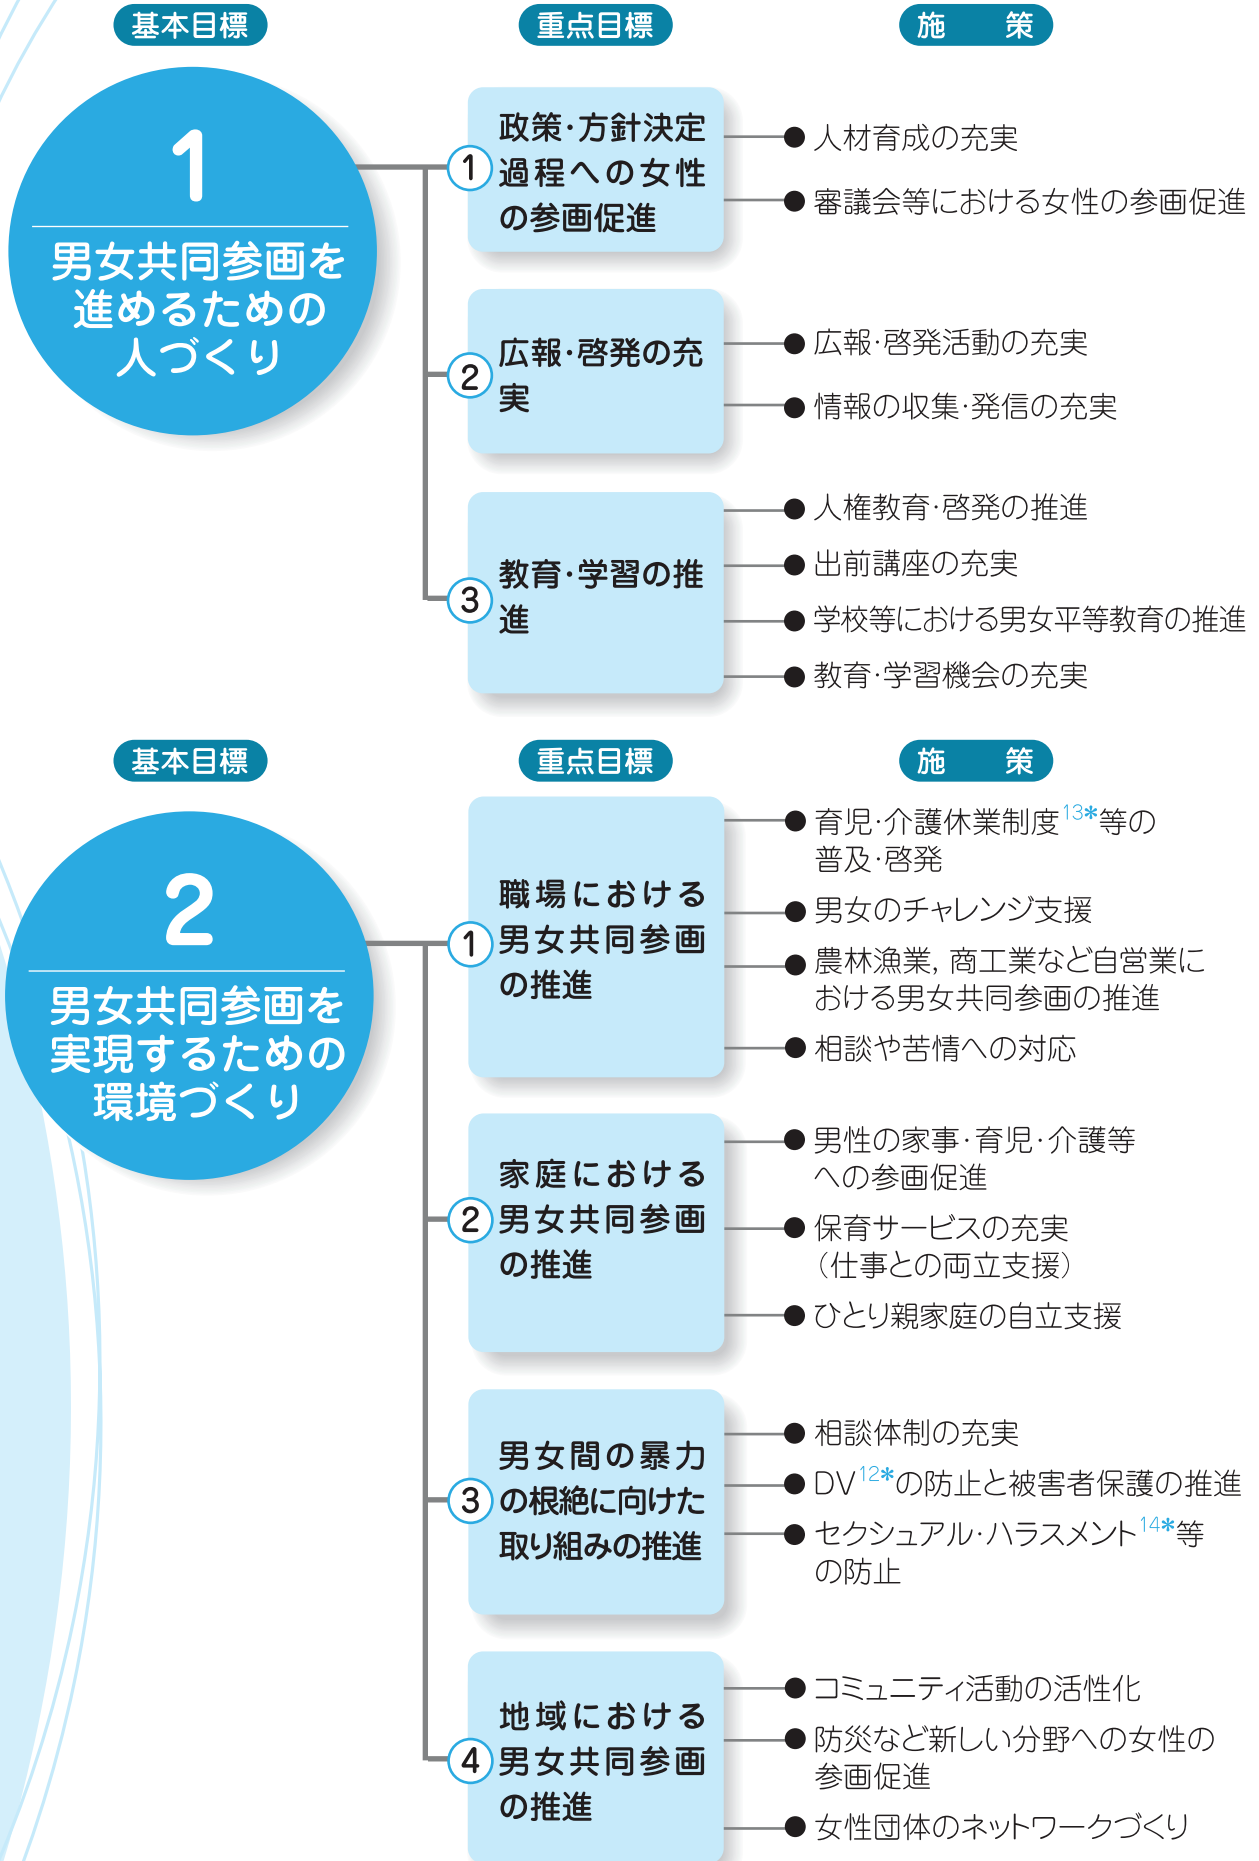 基本目標
重点目標
施　策
1
男女共同参画を
進めるための
人づくり
①
政策・方針決定
過程への女性
の参画促進
● 人材育成の充実
● 審議会等における女性の参画促進
②
広報・啓発の充
実
● 広報・啓発活動の充実
● 情報の収集・発信の充実
③
教育・学習の推
進
● 人権教育・啓発の推進
● 出前講座の充実
● 学校等における男女平等教育の推進
● 教育・学習機会の充実
基本目標
重点目標
施　策
2
男女共同参画を
実現するための
環境づくり
①
職場における
男女共同参画
の推進
● 育児・介護休業制度13*等の
普及・啓発
● 男女のチャレンジ支援
● 農林漁業, 商工業など自営業に
おける男女共同参画の推進
● 相談や苦情への対応
②
家庭における
男女共同参画
の推進
● 男性の家事・育児・介護等
への参画促進
● 保育サービスの充実
（仕事との両立支援）
● ひとり親家庭の自立支援
③
男女間の暴力
の根絶に向けた
取り組みの推進
● 相談体制の充実
● DV12*の防止と被害者保護の推進
● セクシュアル・ハラスメント14*等
の防止
④
地域における
男女共同参画
の推進
● コミュニティ活動の活性化
● 防災など新しい分野への女性の
参画促進
● 女性団体のネットワークづくり